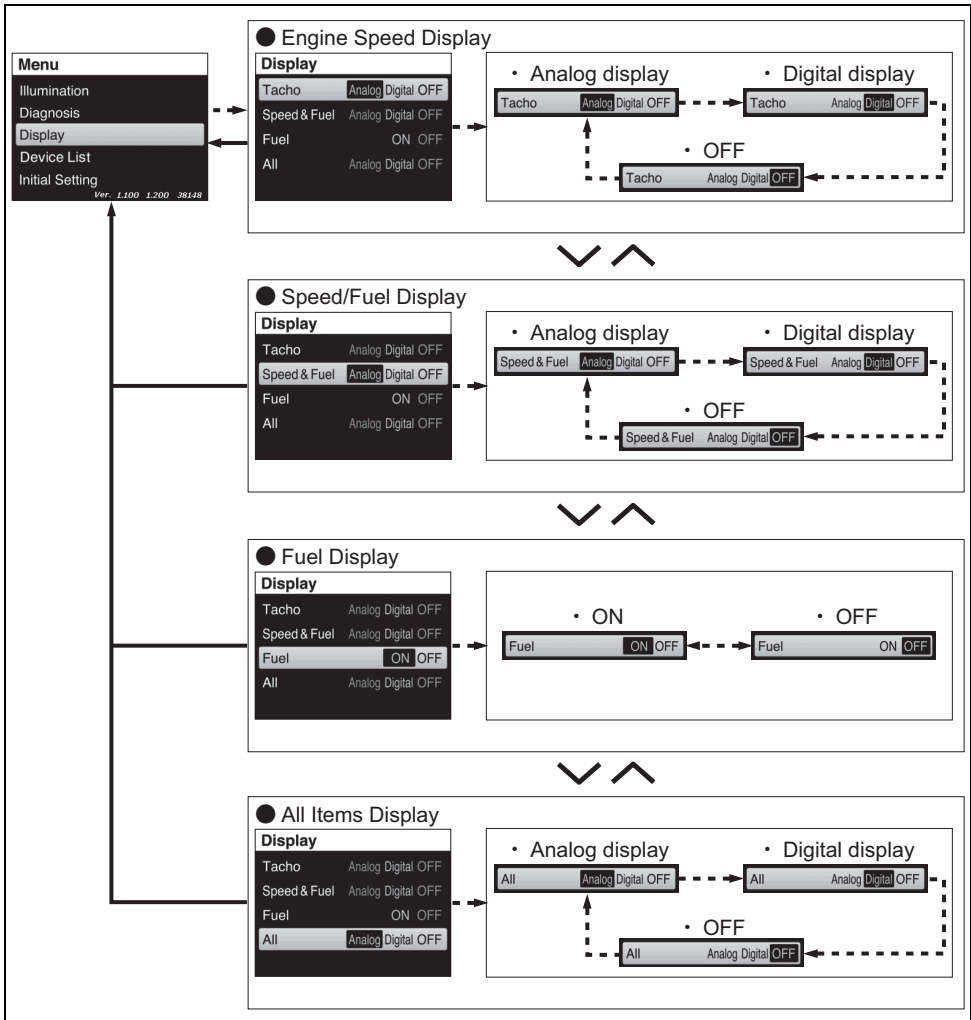 Menu
Illumination
Diagnosis
Display
Device List
Initial Setting
Ver. 1.100 1.200 38148
● Engine Speed Display
Display
Tacho Analog Digital OFF
Speed & Fuel Analog Digital OFF
Fuel ON OFF
All Analog Digital OFF
・ Analog display
Tacho Analog Digital OFF
・ Digital display
Tacho Analog Digital OFF
・ OFF
Tacho Analog Digital OFF
● Speed/Fuel Display
Display
Tacho Analog Digital OFF
Speed & Fuel Analog Digital OFF
Fuel ON OFF
All Analog Digital OFF
・ Analog display
Speed & Fuel Analog Digital OFF
・ Digital display
Speed & Fuel Analog Digital OFF
・ OFF
Speed & Fuel Analog Digital OFF
● Fuel Display
Display
Tacho Analog Digital OFF
Speed & Fuel Analog Digital OFF
Fuel ON OFF
All Analog Digital OFF
・ ON
Fuel ON OFF
・ OFF
Fuel ON OFF
● All Items Display
Display
Tacho Analog Digital OFF
Speed & Fuel Analog Digital OFF
Fuel ON OFF
All Analog Digital OFF
・ Analog display
All Analog Digital OFF
・ Digital display
All Analog Digital OFF
・ OFF
All Analog Digital OFF